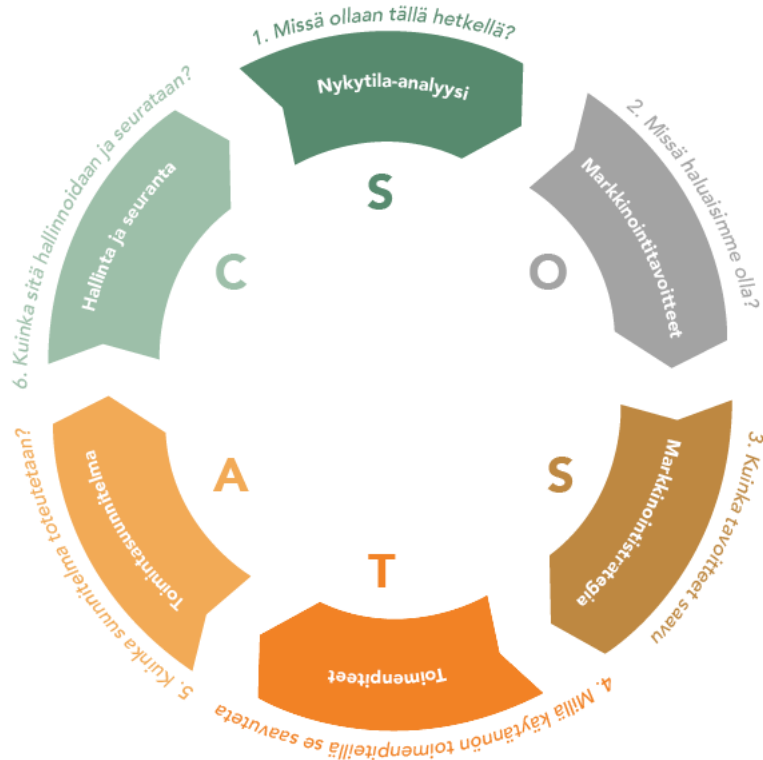 1. Missä ollaan tällä hetkellä?
Nykytila-analyysi
S
2. Missä haluaisimme olla?
Markkinointitavoitteet
O
3. Kuinka tavoitteet saavu
Markkinointistrategia
S
4. Millä käytännön toimenpiteillä se saavuteta
Toimenpiteet
T
5. Kuinka suunnitelma toteutetaan?
Toimintasuunnitelma
A
6. Kuinka sitä hallinnoidaan ja seurataan?
Hallinta ja seuranta
C